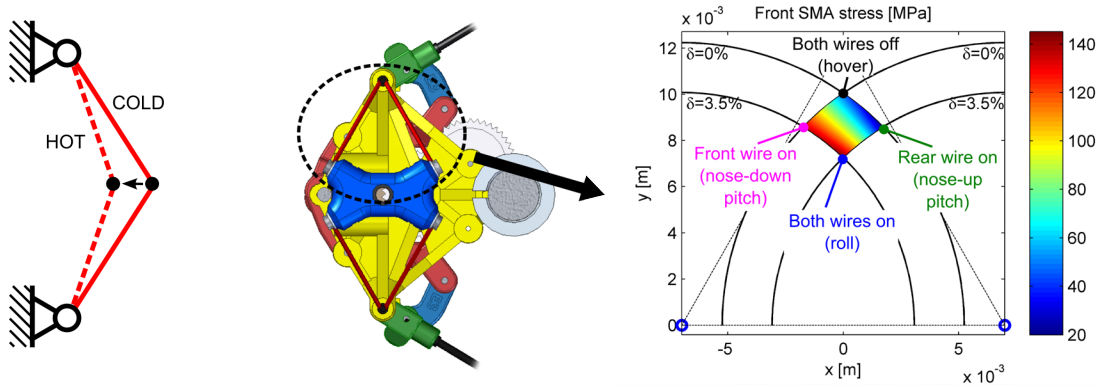 COLD
HOT
x 10⁻³
Front SMA stress [MPa]
Both wires off
(hover)
δ=0%
δ=0%
δ=3.5%
δ=3.5%
Front wire on
(nose-down
pitch)
Rear wire on
(nose-up
pitch)
Both wires on
(roll)
12
10
8
6
4
2
0
y [m]
-5
0
5
x [m]
x 10⁻³
140
120
100
80
60
40
20